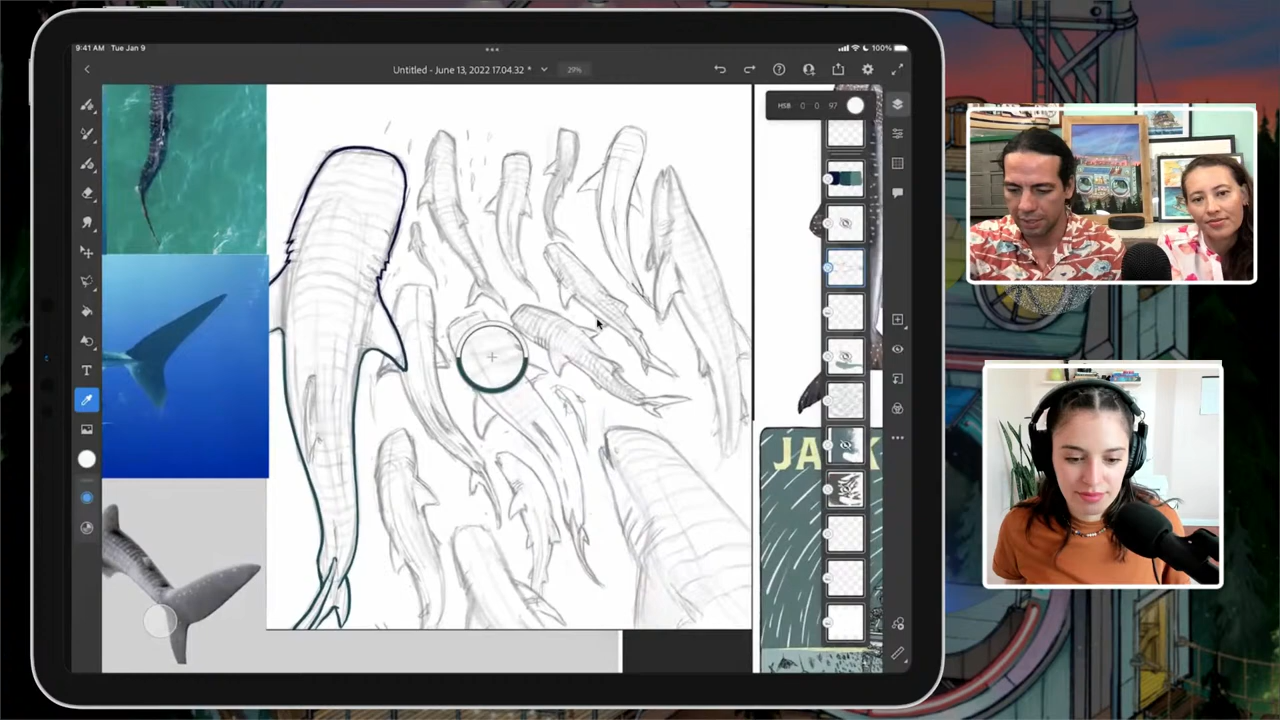 9:41 AM Tue Jan 9
100%
Untitled - June 13, 2022 17.04.32 *
29%
HSB 0 0 97
T
JA K